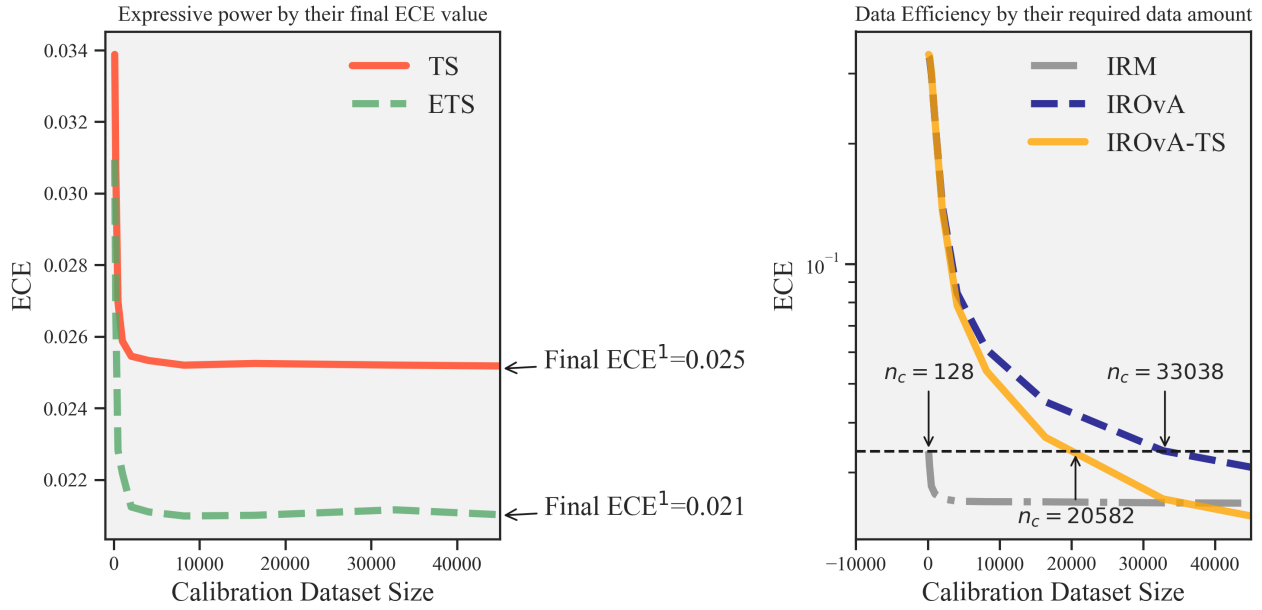 Expressive power by their final ECE value
0.034
0.032
0.030
0.028
0.026
0.024
0.022
ECE
TS
ETS
0
10000
20000
30000
40000
Calibration Dataset Size
Final ECE¹=0.025
Final ECE¹=0.021
Data Efficiency by their required data amount
ECE
10⁻¹
IRM
IROvA
IROvA-TS
n_c = 128
n_c = 33038
n_c = 20582
−10000
0
10000
20000
30000
40000
Calibration Dataset Size